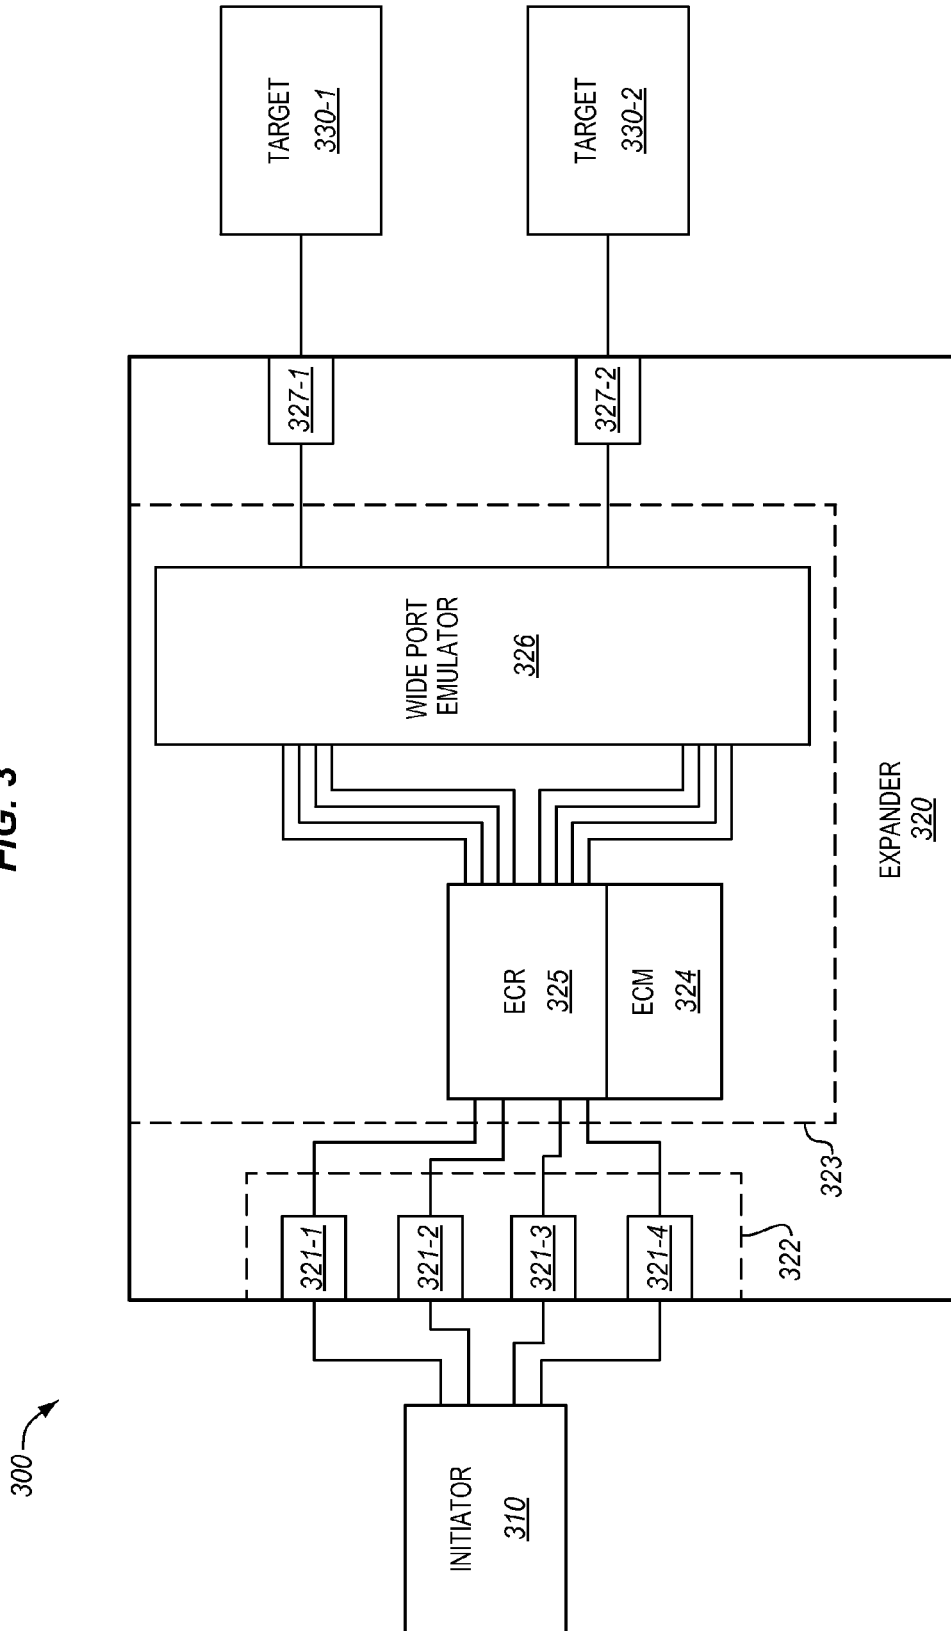 FIG. 3
300
INITIATOR
310
321-1
321-2
321-3
321-4
322
323
ECR
325
ECM
324
WIDE PORT
EMULATOR
326
EXPANDER
320
327-1
327-2
TARGET
330-1
TARGET
330-2